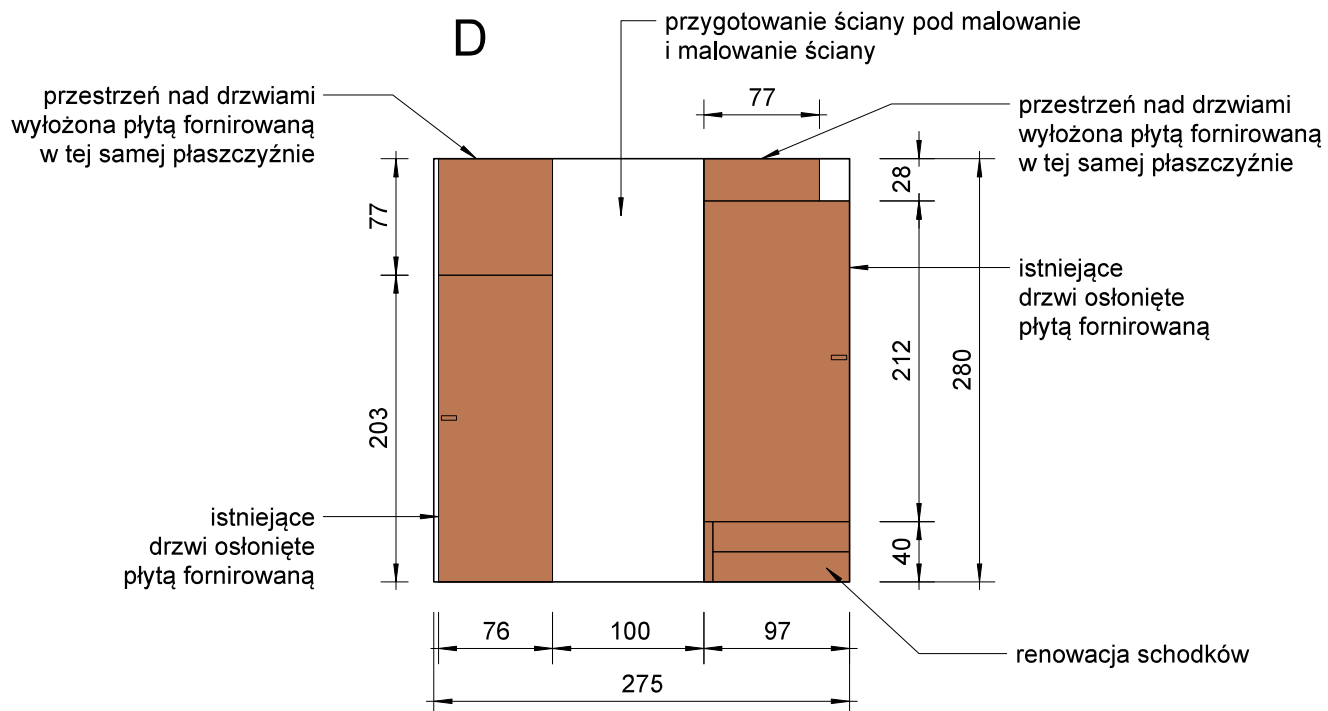 D
przygotowanie ściany pod malowanie
i malowanie ściany
przestrzeń nad drzwiami
wyłożona płytą fornirowaną
w tej samej płaszczyźnie
77
przestrzeń nad drzwiami
wyłożona płytą fornirowaną
w tej samej płaszczyźnie
77
28
istniejące
drzwi osłonięte
płytą fornirowaną
212
280
203
istniejące
drzwi osłonięte
płytą fornirowaną
40
76
100
97
renowacja schodków
275